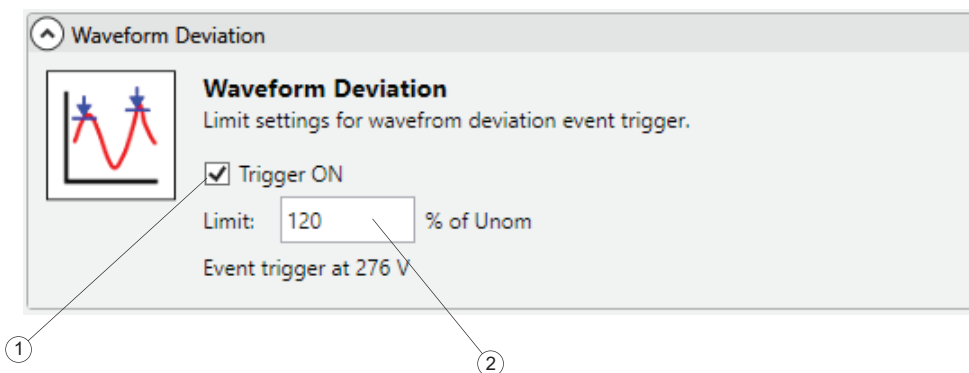 Waveform Deviation
Waveform Deviation
Limit settings for wavefrom deviation event trigger.
Trigger ON
Limit: 120 % of Unom
Event trigger at 276 V
1
2